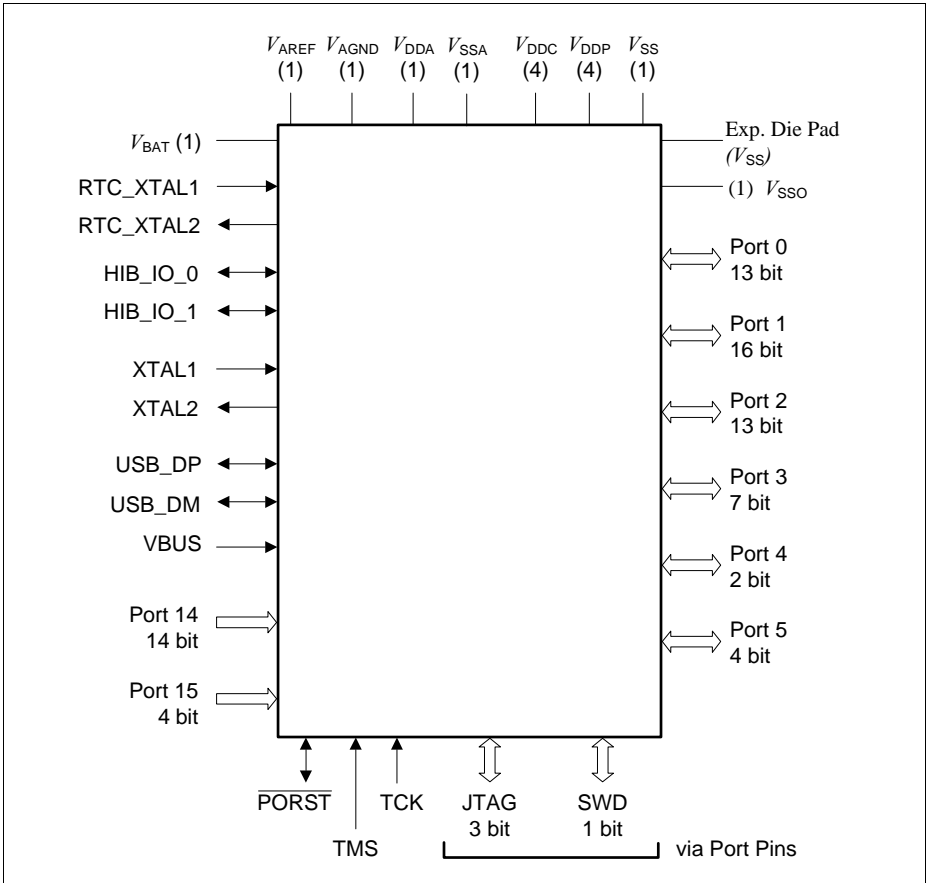 VAREF VAGND VDDA VSSA VDDC VDDP VSS
(1) (1) (1) (1) (4) (4) (1)
VBAT (1)
RTC_XTAL1
RTC_XTAL2
HIB_IO_0
HIB_IO_1
XTAL1
XTAL2
USB_DP
USB_DM
VBUS
Port 14
14 bit
Port 15
4 bit
Exp. Die Pad
(VSS)
(1) VSSO
Port 0
13 bit
Port 1
16 bit
Port 2
13 bit
Port 3
7 bit
Port 4
2 bit
Port 5
4 bit
PORST TCK JTAG SWD
3 bit 1 bit
TMS via Port Pins